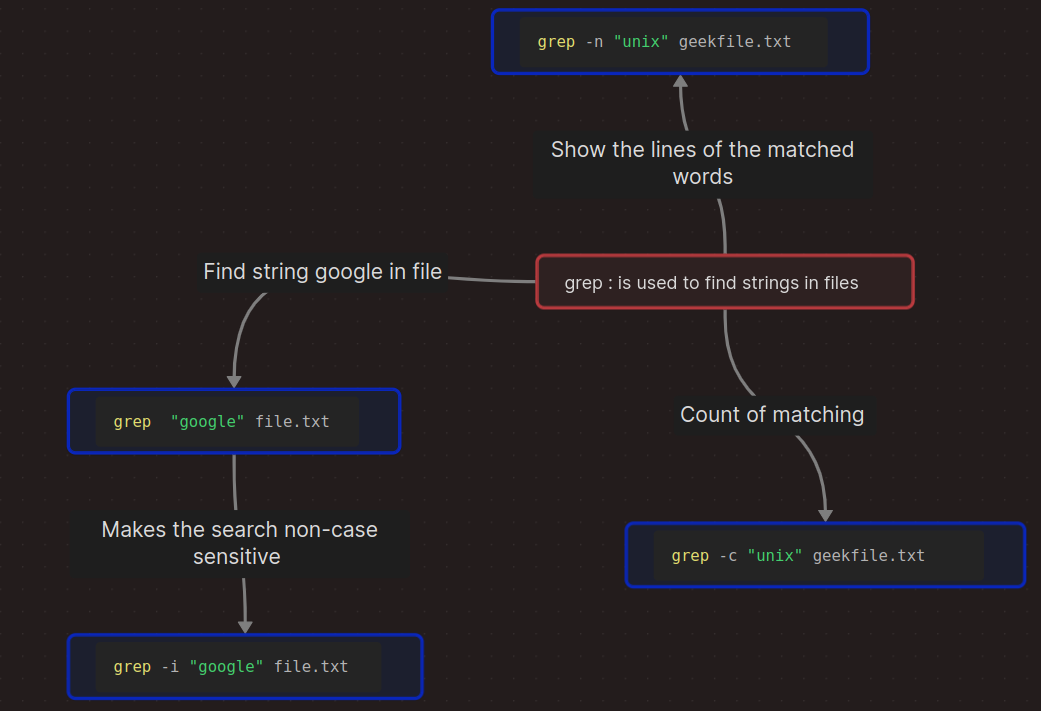 grep -n "unix" geekfile.txt
Show the lines of the matched
words
Find string google in file
grep : is used to find strings in files
grep  "google" file.txt
Count of matching
Makes the search non-case
sensitive
grep -c "unix" geekfile.txt
grep -i "google" file.txt